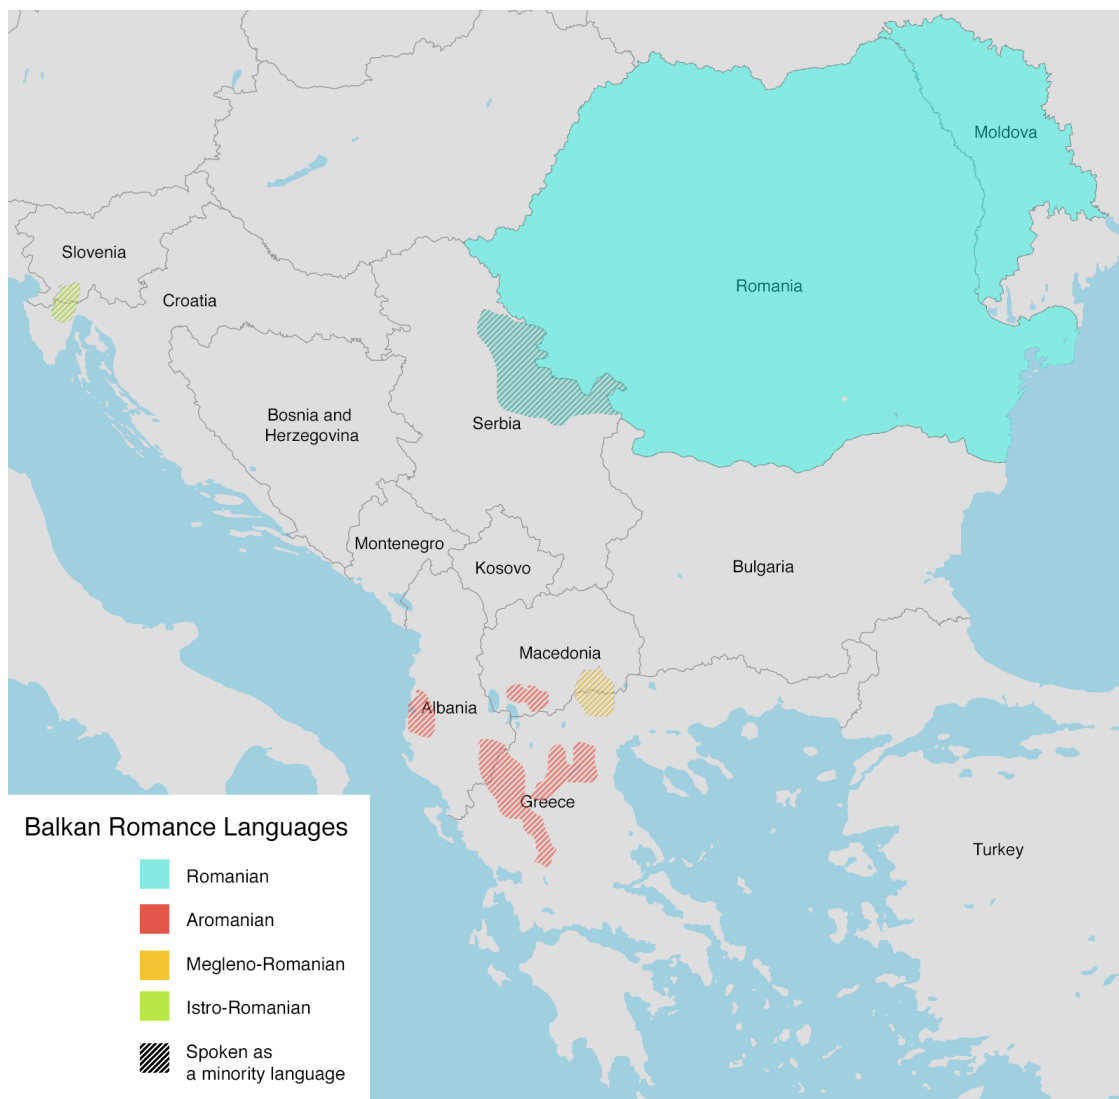 Moldova
Slovenia
Romania
Croatia
Bosnia and
Herzegovina
Serbia
Montenegro
Kosovo
Bulgaria
Macedonia
Albania
Greece
Turkey
Balkan Romance Languages
Romanian
Aromanian
Megleno-Romanian
Istro-Romanian
Spoken as
a minority language